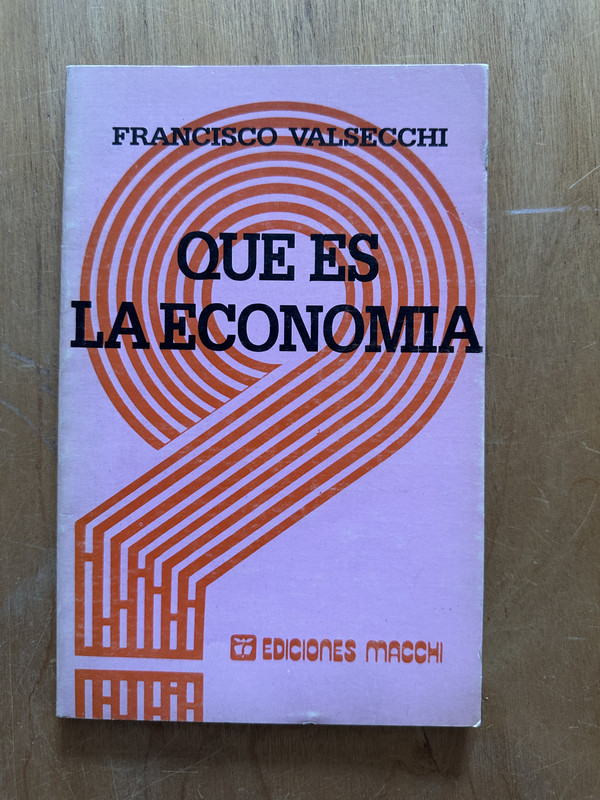 FRANCISCO VALSECCHI
QUE ES
LA ECONOMIA
EDICIONES MACCHI